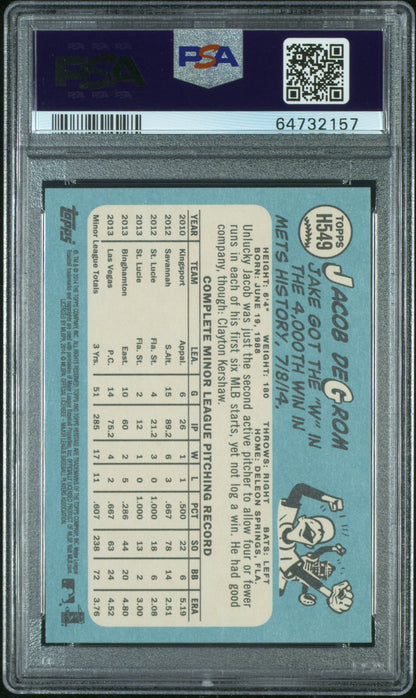 PSA
PSA
64732157
TOPPS
H549
JACOB DEGROM
JAKE GOT THE "W" IN
THE 4,000TH WIN IN
METS HISTORY, 7/8/14.
HEIGHT: 6'4" WEIGHT: 180 THROWS: RIGHT BATS: LEFT
BORN: JUNE 19, 1988 HOME: DELEON SPRINGS, FLA.
Unlucky Jacob was just the second active pitcher to allow four or fewer
runs in each of his first six MLB starts, yet not log a win. He had good
company, though: Clayton Kershaw.
COMPLETE MINOR LEAGUE PITCHING RECORD
YEAR TEAM LEA. G IP W L PCT SO BB ERA
2010 Kingsport Appal. 6 26 1 1 .500 22 6 5.19
2012 Savannah S.Atl. 15 89.2 6 3 .667 78 14 2.51
2012 St. Lucie Fla. St. 4 21.2 3 0 1.000 18 6 2.08
2013 St. Lucie Fla. St. 2 12 1 0 1.000 13 2 3.00
2013 Binghamton East. 10 60 2 5 .286 44 20 4.80
2013 Las Vegas P.C. 14 75.2 4 2 .667 63 24 4.52
Minor League Totals 3 Yrs. 51 285 17 11 .607 238 72 3.76
topps